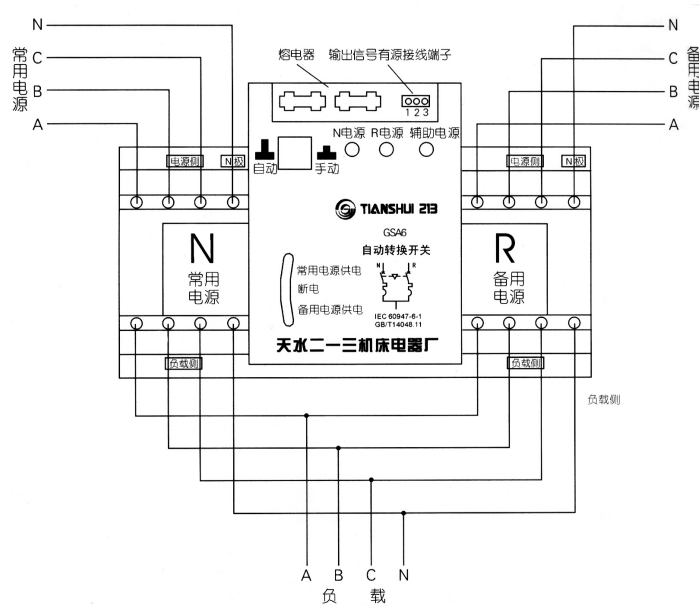 N
C
B
A
常用电源
N
C
B
A
备用电源
熔电器
输出信号有源接线端子
1 2 3
N电源 R电源 辅助电源
自动
手动
电源侧
N极
电源侧
N极
TIANSHUI 213
GSA6
自动转换开关
N
R
N
常用
电源
R
备用
电源
常用电源供电
断电
备用电源供电
IEC 60947-6-1
GB/T14048.11
天水二一三机床电器厂
负载侧
负载侧
负载侧
A B C N
负 载